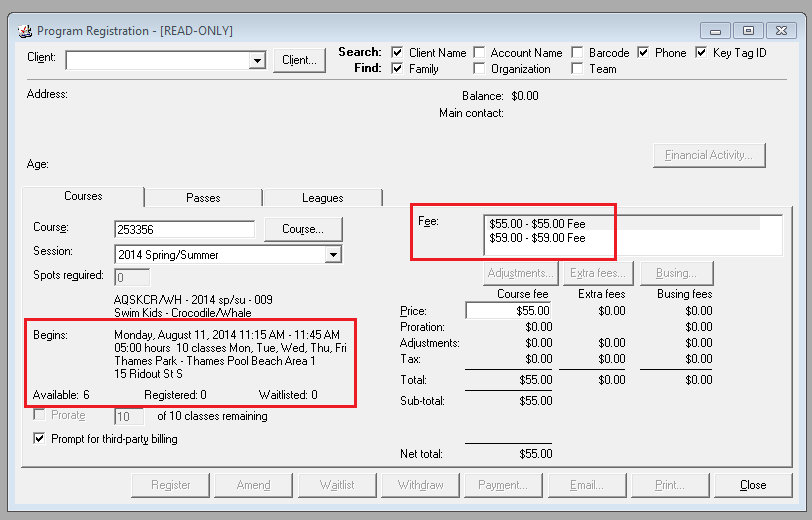 Program Registration - [READ-ONLY]
Client:
Client...
Search: Client Name Account Name Barcode Phone Key Tag ID
Find: Family Organization Team
Address:
Balance: $0.00
Main contact:
Age:
Financial Activity...
Courses Passes Leagues
Course: 253356 Course...
Session: 2014 Spring/Summer
Spots required: 0
AQSKCR/WH - 2014 sp/su - 009
Swim Kids - Crocodile/Whale
Begins: Monday, August 11, 2014 11:15 AM - 11:45 AM
05:00 hours 10 classes Mon, Tue, Wed, Thu, Fri
Thames Park - Thames Pool Beach Area 1
15 Ridout St S
Available: 6 Registered: 0 Waitlisted: 0
Prorate 10 of 10 classes remaining
Prompt for third-party billing
Fee: $55.00 - $55.00 Fee
$59.00 - $59.00 Fee
Adjustments... Extra fees... Busing...
Course fee Extra fees Busing fees
Price: $55.00 $0.00 $0.00
Proration: $0.00 $0.00
Adjustments: $0.00 $0.00 $0.00
Tax: $0.00 $0.00 $0.00
Total: $55.00 $0.00 $0.00
Sub-total: $55.00
Net total: $55.00
Register Amend Waitlist Withdraw Payment... Email... Print... Close